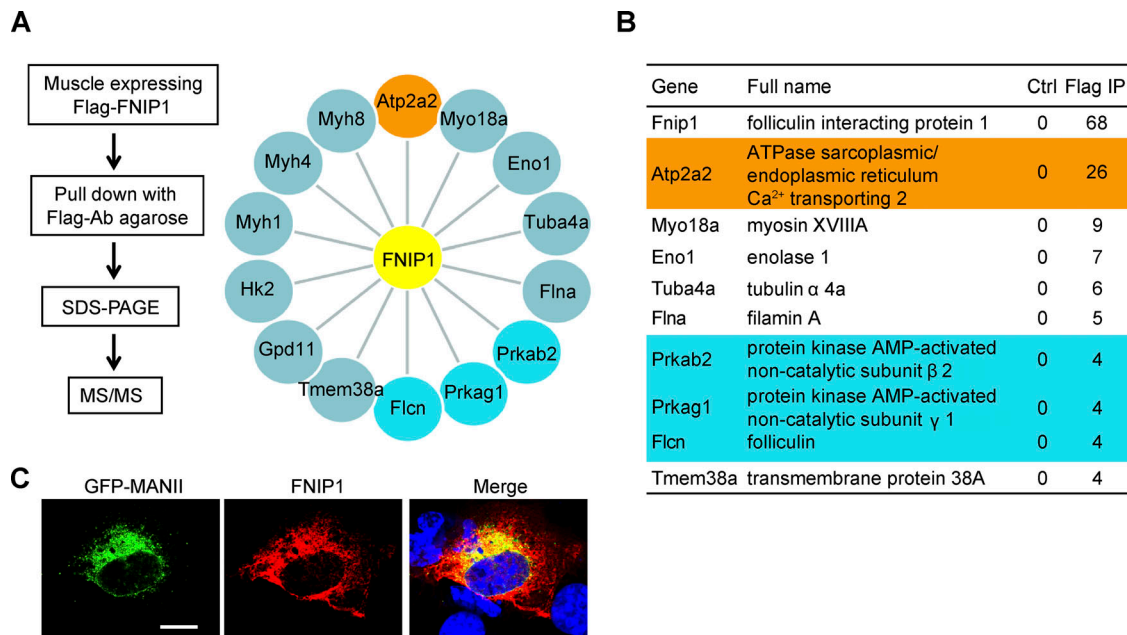 A
Muscle expressing
Flag-FNIP1
Pull down with
Flag-Ab agarose
SDS-PAGE
MS/MS
Atp2a2
Myo18a
Eno1
Tuba4a
Flna
Prkab2
Prkag1
Flcn
Tmem38a
Gpd11
Hk2
Myh1
Myh4
Myh8
FNIP1
B
Gene Full name Ctrl Flag IP
Fnip1 folliculin interacting protein 1 0 68
ATPase sarcoplasmic/
Atp2a2 endoplasmic reticulum 0 26
Ca²⁺ transporting 2
Myo18a myosin XVIIIA 0 9
Eno1 enolase 1 0 7
Tuba4a tubulin α 4a 0 6
Flna filamin A 0 5
Prkab2 protein kinase AMP-activated 0 4
non-catalytic subunit β 2
Prkag1 protein kinase AMP-activated 0 4
non-catalytic subunit γ 1
Flcn folliculin 0 4
Tmem38a transmembrane protein 38A 0 4
C
GFP-MANII FNIP1 Merge